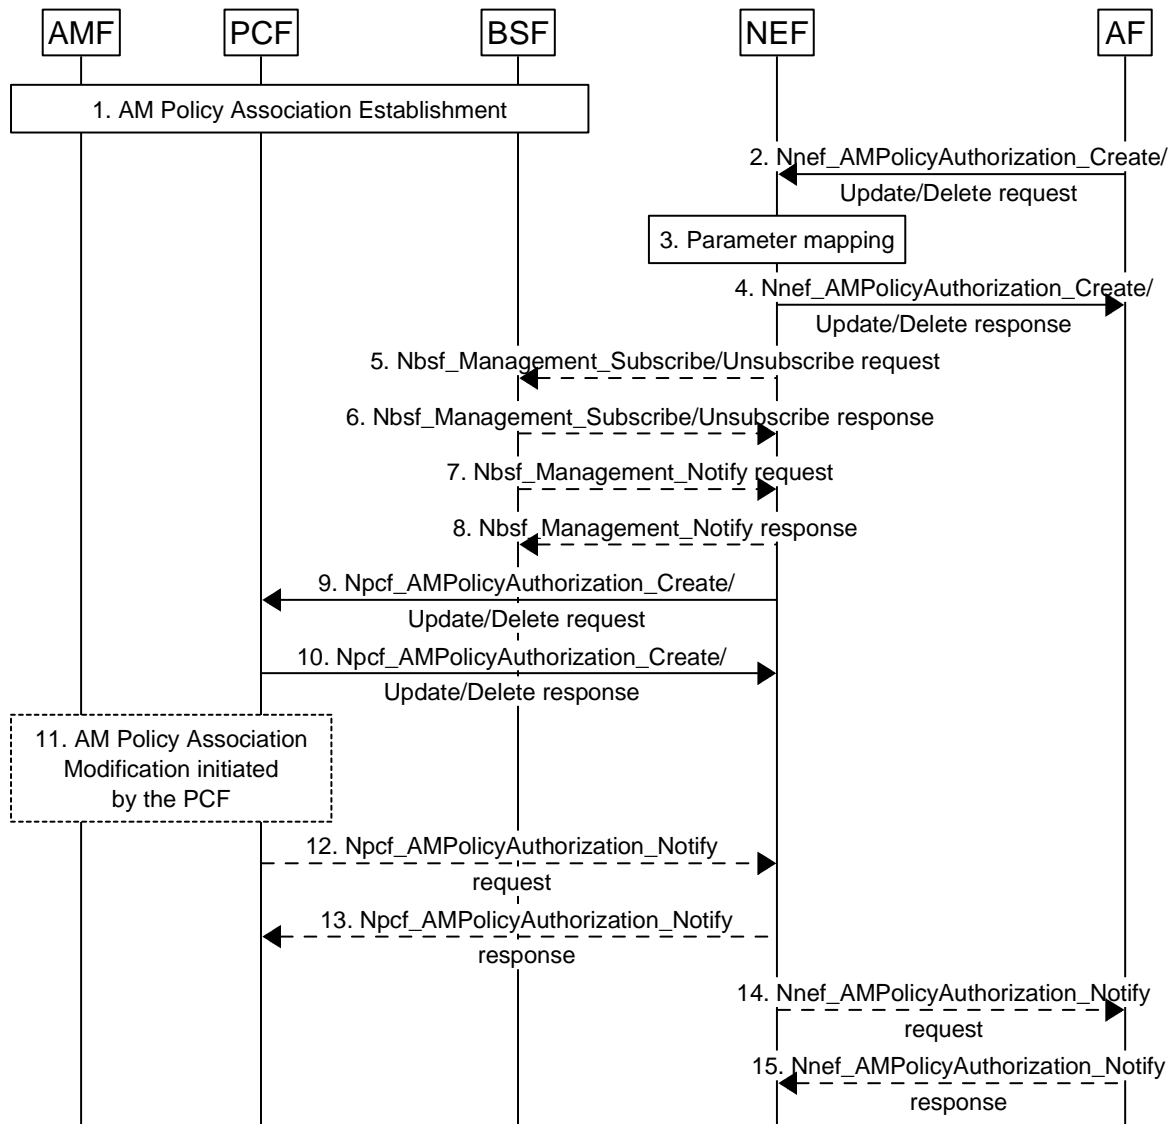 AMF PCF BSF NEF AF
1. AM Policy Association Establishment
2. Nnef_AMPolicyAuthorization_Create/
Update/Delete request
3. Parameter mapping
4. Nnef_AMPolicyAuthorization_Create/
Update/Delete response
5. Nbsf_Management_Subscribe/Unsubscribe request
6. Nbsf_Management_Subscribe/Unsubscribe response
7. Nbsf_Management_Notify request
8. Nbsf_Management_Notify response
9. Npcf_AMPolicyAuthorization_Create/
Update/Delete request
10. Npcf_AMPolicyAuthorization_Create/
Update/Delete response
11. AM Policy Association
Modification initiated
by the PCF
12. Npcf_AMPolicyAuthorization_Notify
request
13. Npcf_AMPolicyAuthorization_Notify
response
14. Nnef_AMPolicyAuthorization_Notify
request
15. Nnef_AMPolicyAuthorization_Notify
response